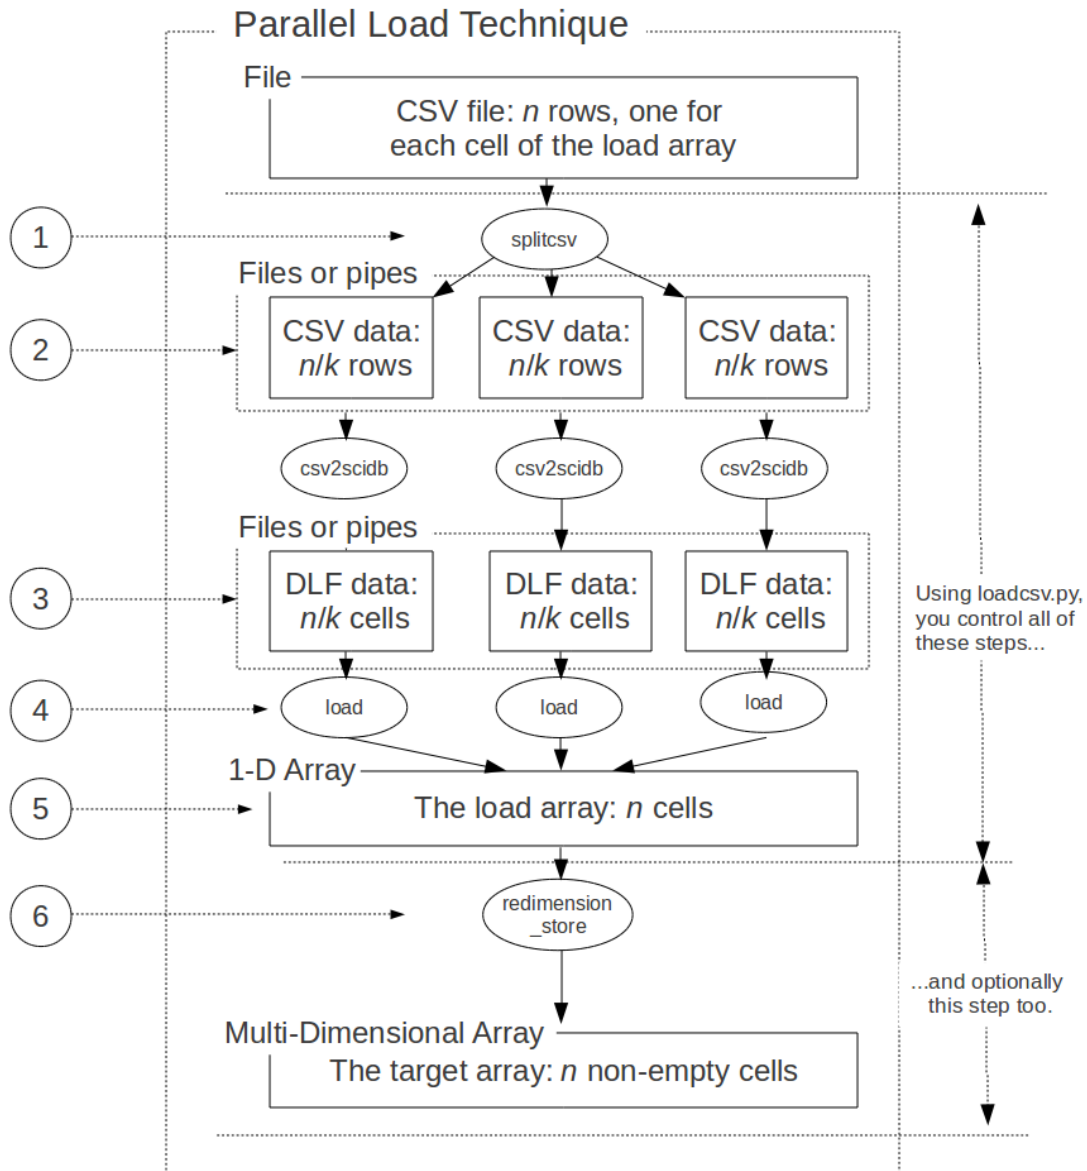 Parallel Load Technique
File
CSV file: n rows, one for
each cell of the load array
1
splitcsv
Files or pipes
2
CSV data:
n/k rows
CSV data:
n/k rows
CSV data:
n/k rows
csv2scidb
csv2scidb
csv2scidb
Files or pipes
3
DLF data:
n/k cells
DLF data:
n/k cells
DLF data:
n/k cells
Using loadcsv.py,
you control all of
these steps...
4
load
load
load
1-D Array
5
The load array: n cells
6
redimension
_store
...and optionally
this step too.
Multi-Dimensional Array
The target array: n non-empty cells